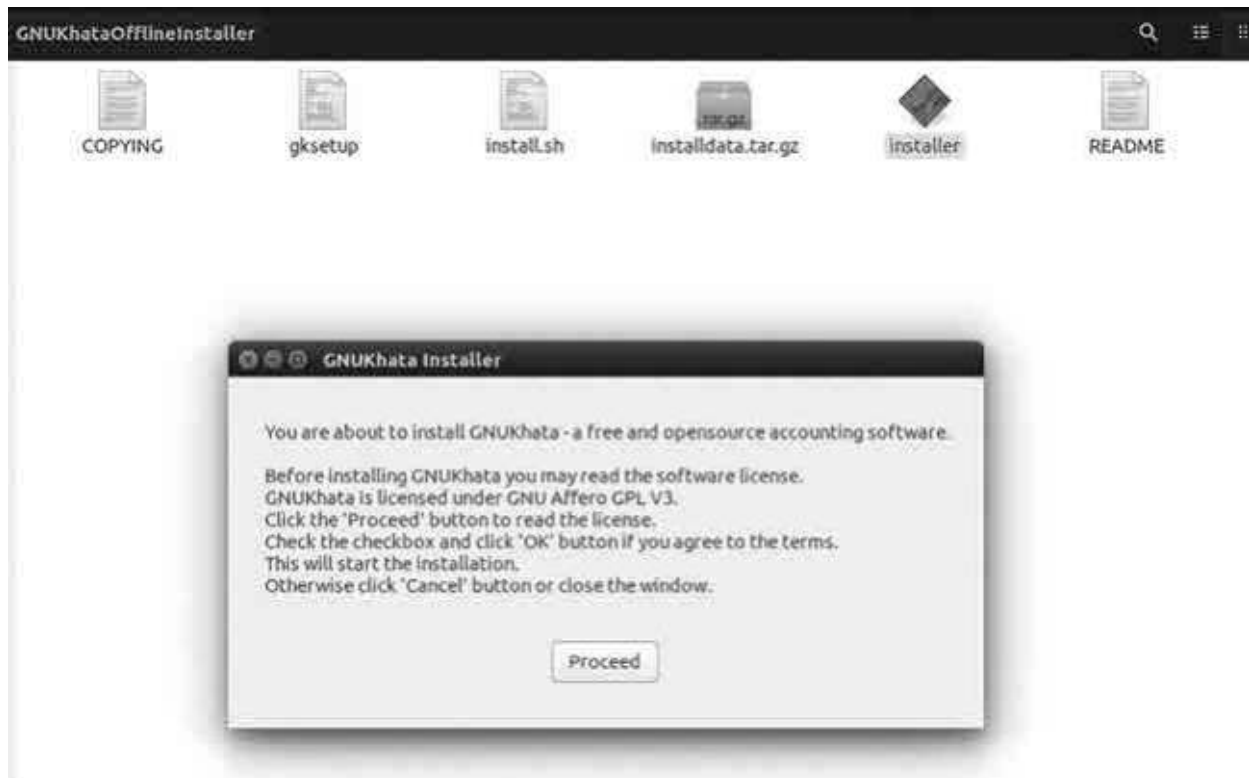 GNUKhataOfflineInstaller
COPYING
gksetup
install.sh
tar.gz
installdata.tar.gz
installer
README
GNUKhata Installer
You are about to install GNUKhata - a free and opensource accounting software.
Before installing GNUKhata you may read the software license.
GNUKhata is licensed under GNU Affero GPL V3.
Click the 'Proceed' button to read the license.
Check the checkbox and click 'OK' button if you agree to the terms.
This will start the installation.
Otherwise click 'Cancel' button or close the window.
Proceed